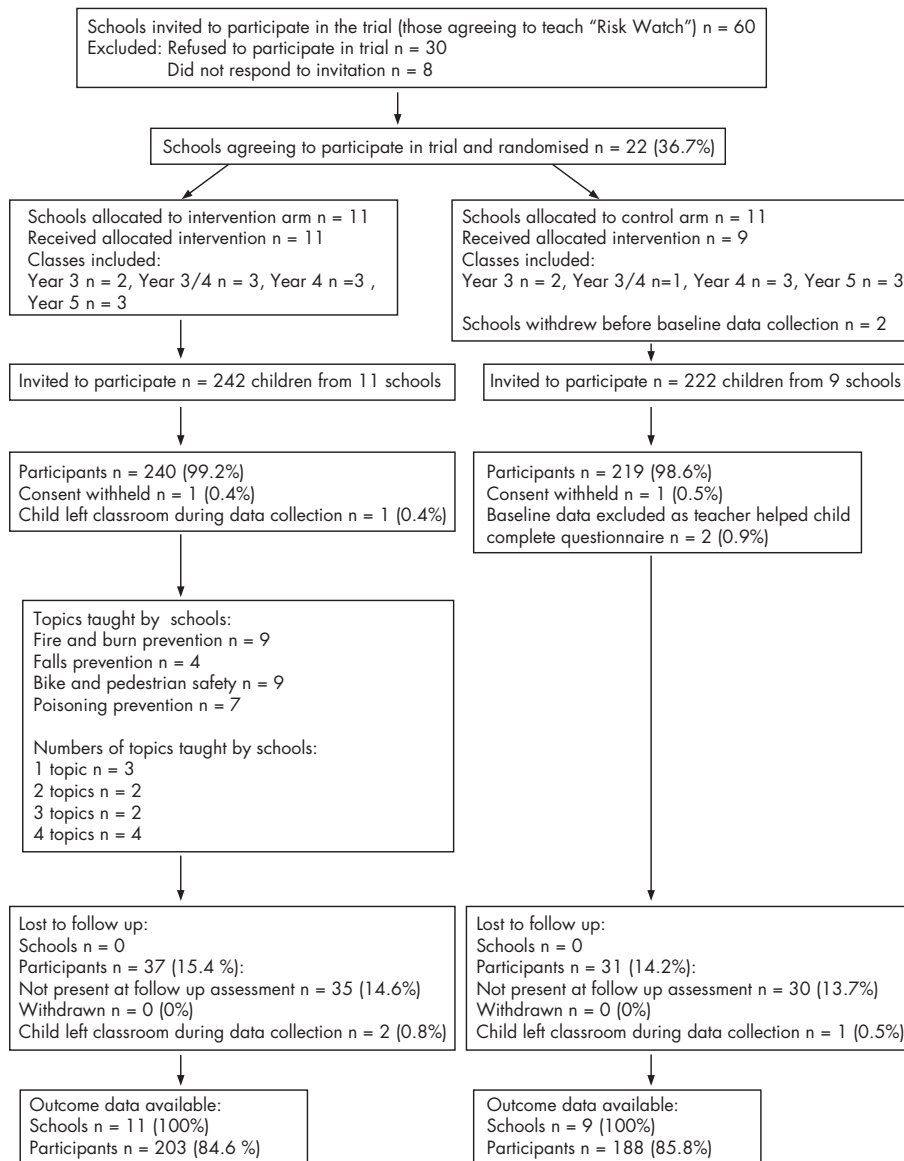 Schools invited to participate in the trial (those agreeing to teach “Risk Watch”) n = 60
Excluded: Refused to participate in trial n = 30
Did not respond to invitation n = 8
Schools agreeing to participate in trial and randomised n = 22 (36.7%)
Schools allocated to intervention arm n = 11
Received allocated intervention n = 11
Classes included:
Year 3 n = 2, Year 3/4 n = 3, Year 4 n =3 ,
Year 5 n = 3
Schools allocated to control arm n = 11
Received allocated intervention n = 9
Classes included:
Year 3 n = 2, Year 3/4 n=1, Year 4 n = 3, Year 5 n = 3
Schools withdrew before baseline data collection n = 2
Invited to participate n = 242 children from 11 schools
Invited to participate n = 222 children from 9 schools
Participants n = 240 (99.2%)
Consent withheld n = 1 (0.4%)
Child left classroom during data collection n = 1 (0.4%)
Participants n = 219 (98.6%)
Consent withheld n = 1 (0.5%)
Baseline data excluded as teacher helped child
complete questionnaire n = 2 (0.9%)
Topics taught by schools:
Fire and burn prevention n = 9
Falls prevention n = 4
Bike and pedestrian safety n = 9
Poisoning prevention n = 7
Numbers of topics taught by schools:
1 topic n = 3
2 topics n = 2
3 topics n = 2
4 topics n = 4
Lost to follow up:
Schools n = 0
Participants n = 37 (15.4 %):
Not present at follow up assessment n = 35 (14.6%)
Withdrawn n = 0 (0%)
Child left classroom during data collection n = 2 (0.8%)
Lost to follow up:
Schools n = 0
Participants n = 31 (14.2%):
Not present at follow up assessment n = 30 (13.7%)
Withdrawn n = 0 (0%)
Child left classroom during data collection n = 1 (0.5%)
Outcome data available:
Schools n = 11 (100%)
Participants n = 203 (84.6 %)
Outcome data available:
Schools n = 9 (100%)
Participants n = 188 (85.8%)